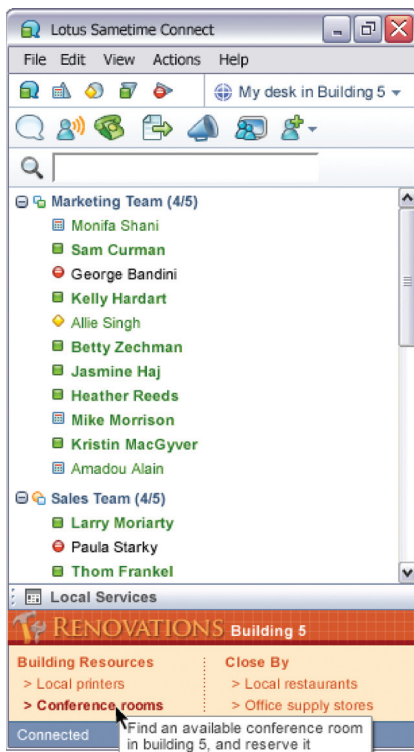 Lotus Sametime Connect
File Edit View Actions Help
My desk in Building 5
Marketing Team (4/5)
Monifa Shani
Sam Curman
George Bandini
Kelly Hardart
Allie Singh
Betty Zechman
Jasmine Haj
Heather Reeds
Mike Morrison
Kristin MacGyver
Amadou Alain
Sales Team (4/5)
Larry Moriarty
Paula Starky
Thom Frankel
Local Services
RENOVATIONS Building 5
Building Resources
> Local printers
> Conference rooms
Close By
> Local restaurants
> Office supply stores
Connected
Find an available conference room
in building 5, and reserve it